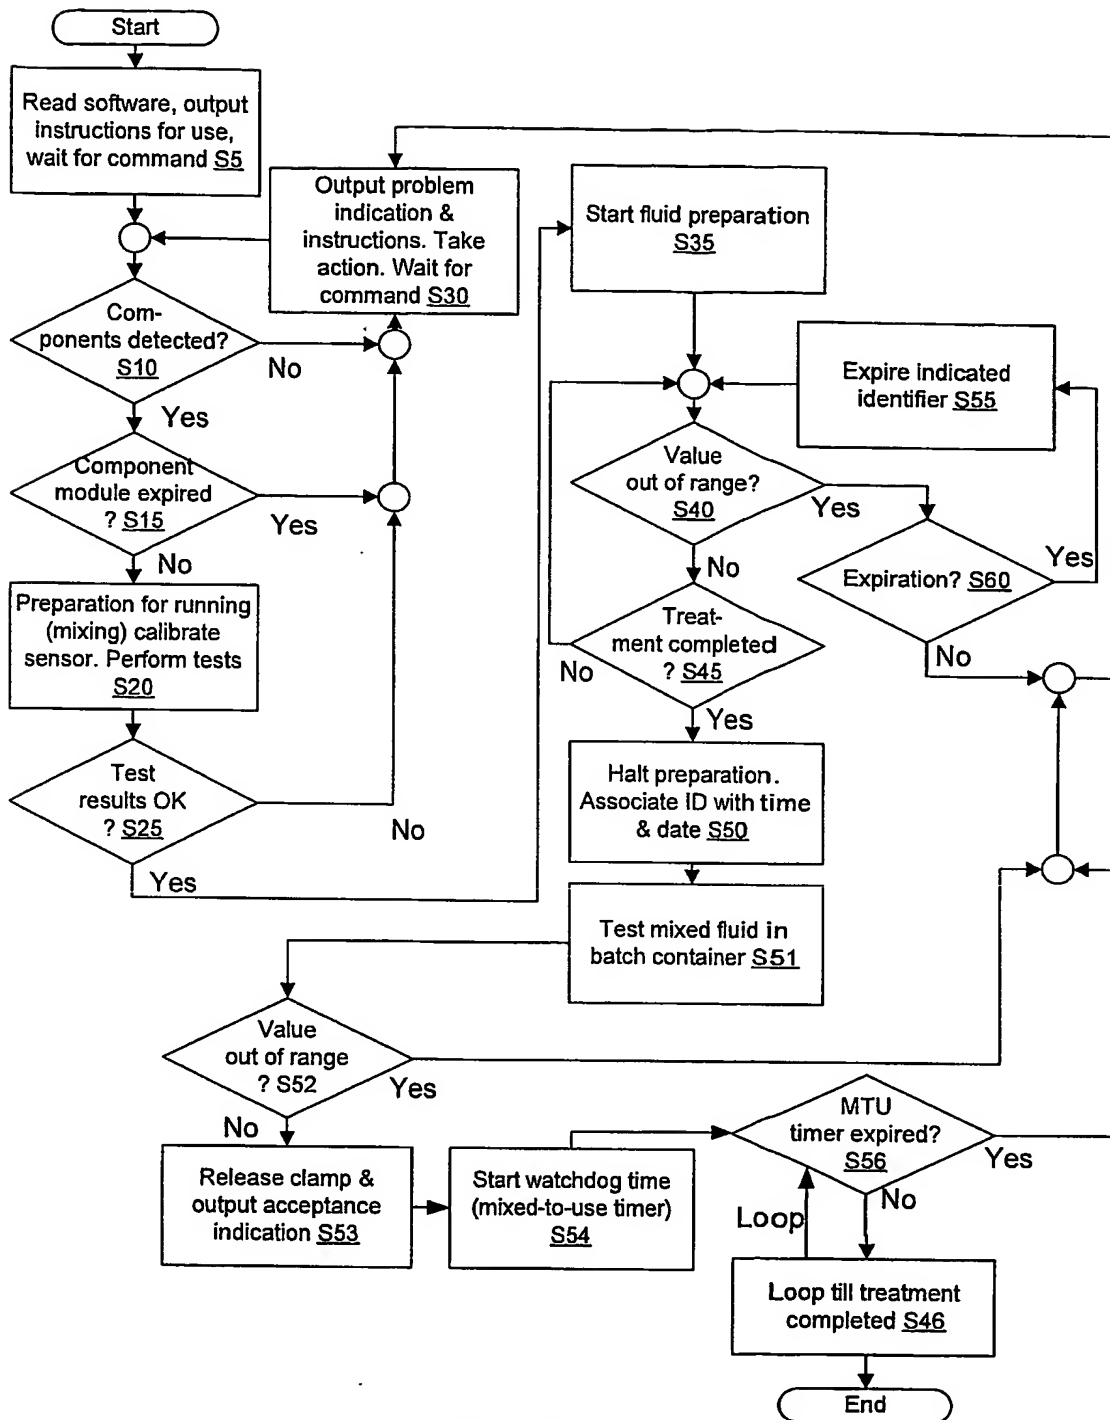 Start
Read software, output
instructions for use,
wait for command S5
Output problem
indication &
instructions. Take
action. Wait for
command S30
Start fluid preparation
S35
Com-
ponents detected?
S10
No
Yes
Expire indicated
identifier S55
Component
module expired
? S15
Yes
No
Value
out of range?
S40
Yes
No
Expiration? S60
Yes
No
Preparation for running
(mixing) calibrate
sensor. Perform tests
S20
Treat-
ment completed
? S45
No
Yes
Test
results OK
? S25
No
Yes
Halt preparation.
Associate ID with time
& date S50
Test mixed fluid in
batch container S51
Value
out of range
? S52
Yes
No
MTU
timer expired?
S56
Yes
No
Release clamp &
output acceptance
indication S53
Start watchdog time
(mixed-to-use timer)
S54
Loop
Loop till treatment
completed S46
End